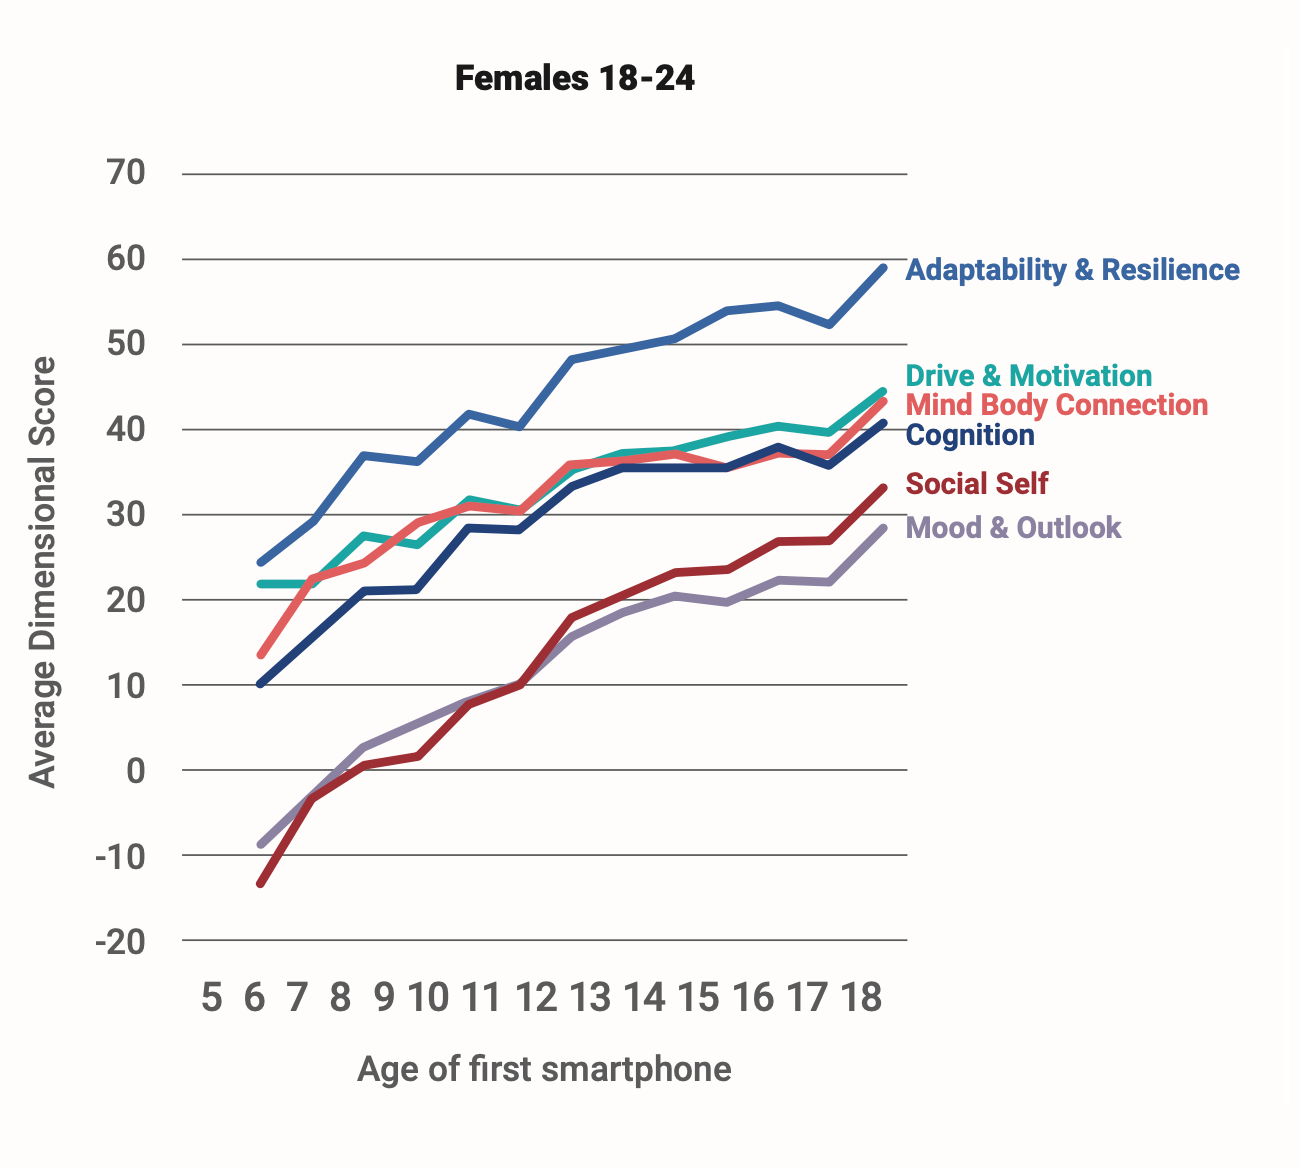 Females 18-24
70
60
50
40
30
20
10
0
-10
-20
Average Dimensional Score
Adaptability & Resilience
Drive & Motivation
Mind Body Connection
Cognition
Social Self
Mood & Outlook
5 6 7 8 9 10 11 12 13 14 15 16 17 18
Age of first smartphone